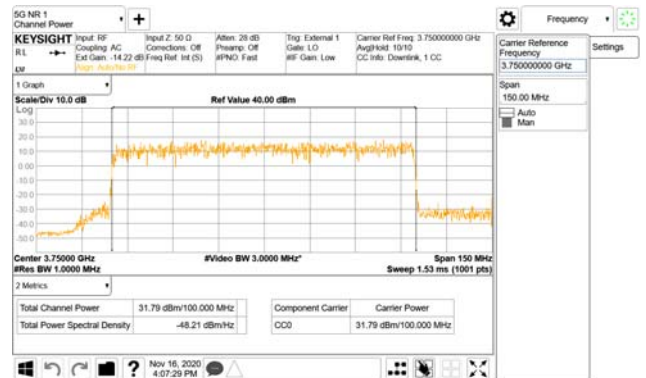 5G NR 1
Channel Power
Frequency
KEYSIGHT
RL
Input: RF
Coupling: AC
Ext Gain: -14.22 dB
Align: Auto/No RF
Input Z: 50 Ω
Corrections: Off
Freq Ref: Int (S)
Atten: 28 dB
Preamp: Off
#PNO: Fast
Trig: External 1
Gate: LO
#IF Gain: Low
Carrier Ref Freq: 3.750000000 GHz
Avg|Hold: 10/10
CC Info: Downlink, 1 CC
Carrier Reference
Frequency
3.750000000 GHz
Settings
Span
150.00 MHz
Auto
Man
1 Graph
Scale/Div 10.0 dB
Ref Value 40.00 dBm
Log
30.0
20.0
10.0
0.00
-10.0
-20.0
-30.0
-40.0
-50.0
Center 3.75000 GHz
#Video BW 3.0000 MHz*
Span 150 MHz
#Res BW 1.0000 MHz
Sweep 1.53 ms (1001 pts)
2 Metrics
Total Channel Power 31.79 dBm/100.000 MHz
Total Power Spectral Density -48.21 dBm/Hz
Component Carrier Carrier Power
CC0 31.79 dBm/100.000 MHz
?
Nov 16, 2020
4:07:29 PM